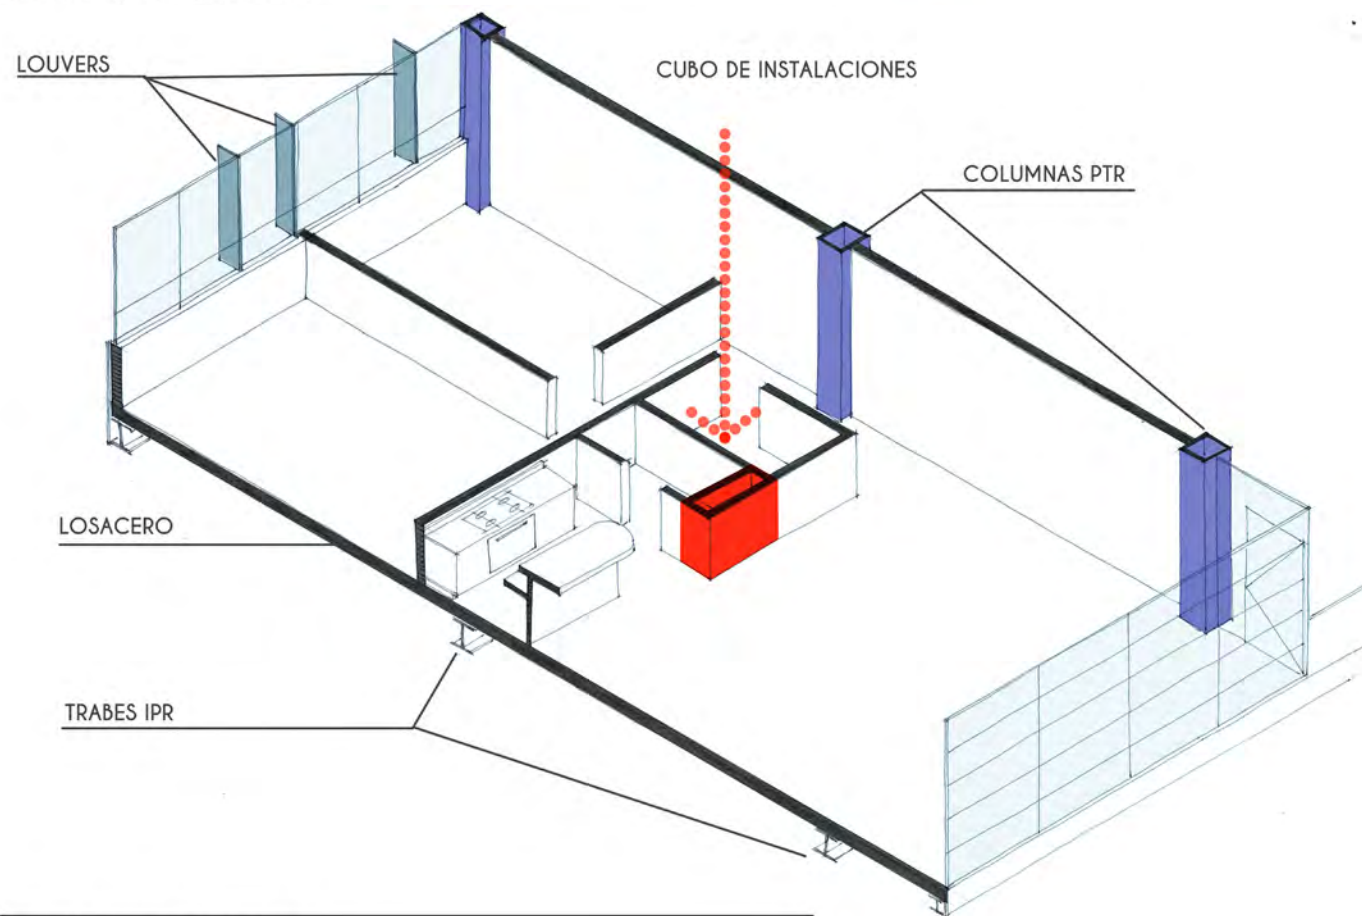 LOUVERS
CUBO DE INSTALACIONES
COLUMNAS PTR
LOSACERO
TRABES IPR